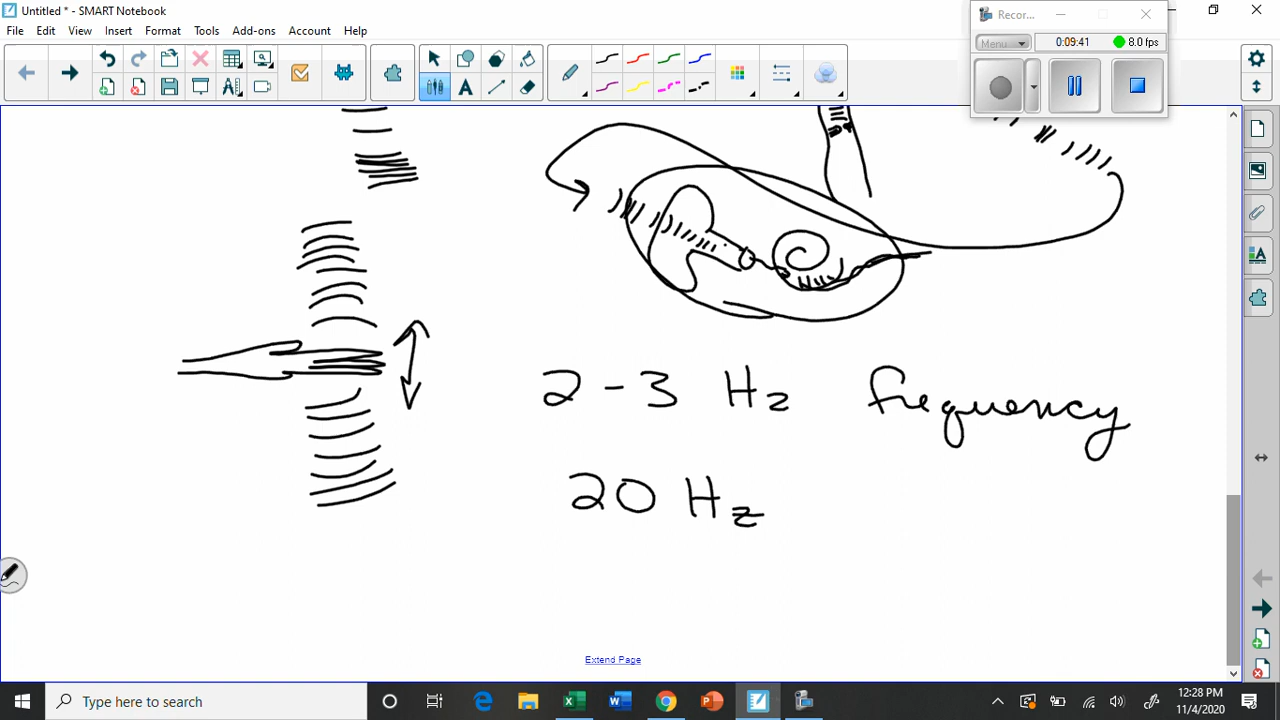 Untitled * - SMART Notebook
Recor...
File Edit View Insert Format Tools Add-ons Account Help
Menu 0:09:41 8.0 fps
2 - 3 Hz frequency
20 Hz
Extend Page
Type here to search
12:28 PM
11/4/2020